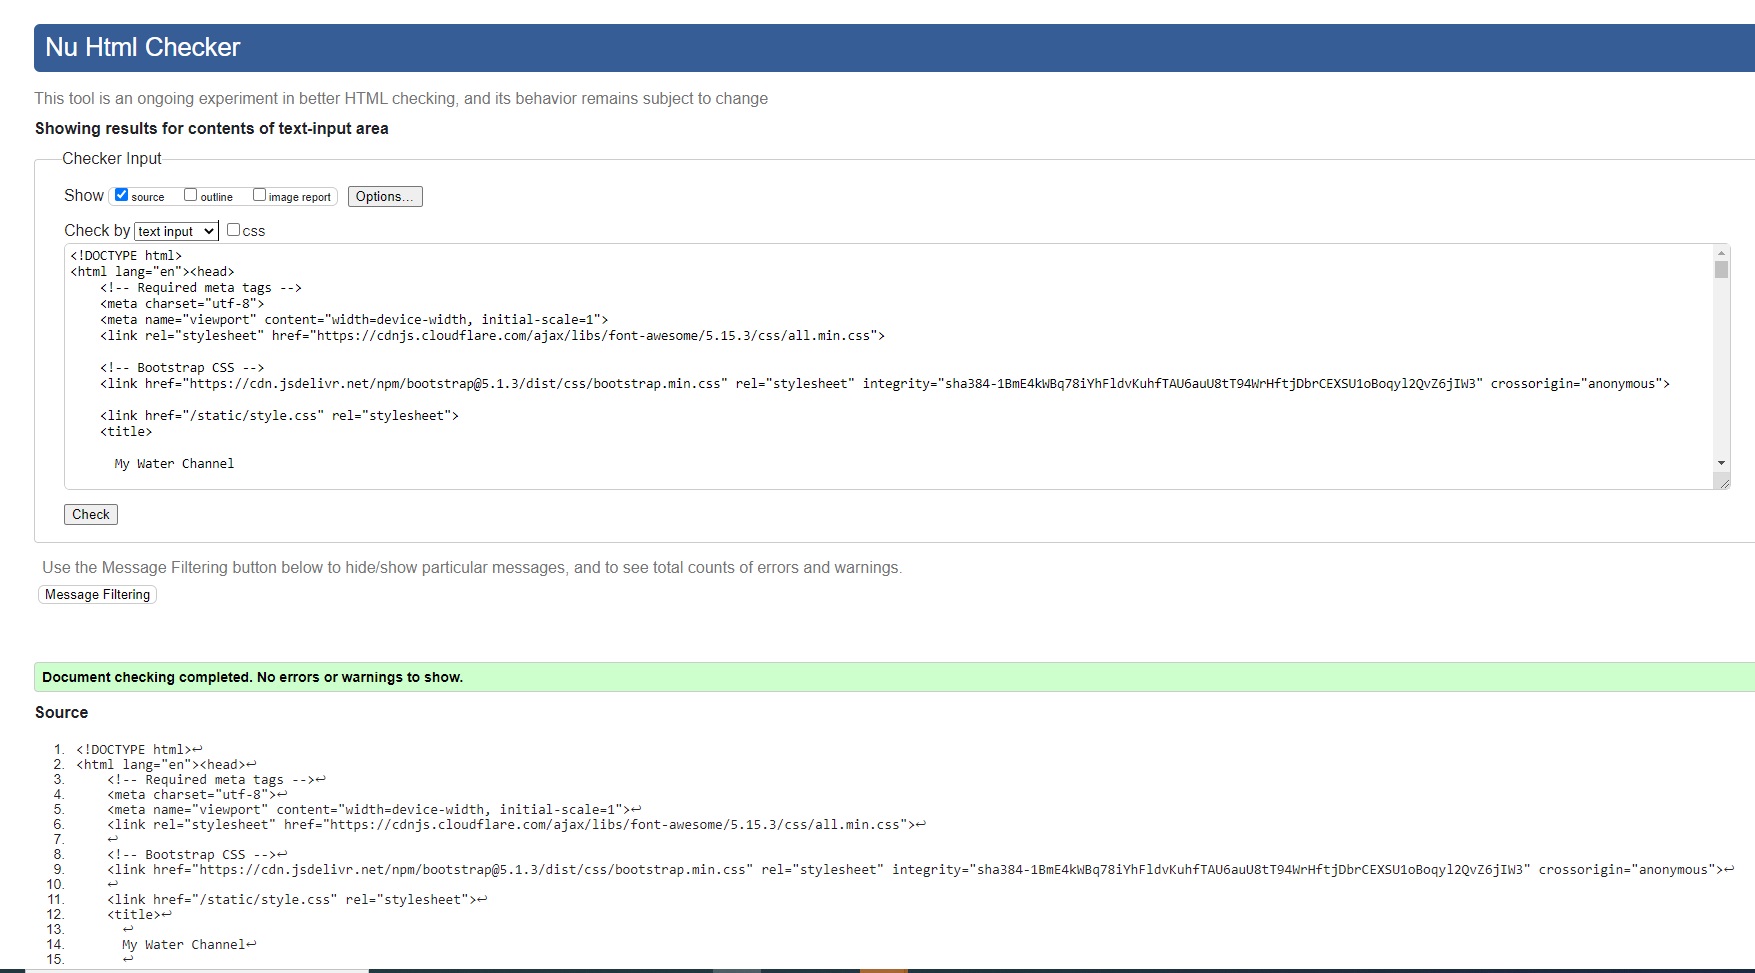 Nu Html Checker
This tool is an ongoing experiment in better HTML checking, and its behavior remains subject to change
Showing results for contents of text-input area
Checker Input
Show source outline image report Options...
Check by text input css
<!DOCTYPE html>
<html lang="en"><head>
<!-- Required meta tags -->
<meta charset="utf-8">
<meta name="viewport" content="width=device-width, initial-scale=1">
<link rel="stylesheet" href="https://cdnjs.cloudflare.com/ajax/libs/font-awesome/5.15.3/css/all.min.css">
<!-- Bootstrap CSS -->
<link href="https://cdn.jsdelivr.net/npm/bootstrap@5.1.3/dist/css/bootstrap.min.css" rel="stylesheet" integrity="sha384-1BmE4kWBq78iYhFldvKuhfTAU6auU8tT94WrHftjDbrCEXSU1oBoqyl2QvZ6jIW3" crossorigin="anonymous">
<link href="/static/style.css" rel="stylesheet">
<title>
My Water Channel
Check
Use the Message Filtering button below to hide/show particular messages, and to see total counts of errors and warnings.
Message Filtering
Document checking completed. No errors or warnings to show.
Source
1. <!DOCTYPE html>↩
2. <html lang="en"><head>↩
3. <!-- Required meta tags -->↩
4. <meta charset="utf-8">↩
5. <meta name="viewport" content="width=device-width, initial-scale=1">↩
6. <link rel="stylesheet" href="https://cdnjs.cloudflare.com/ajax/libs/font-awesome/5.15.3/css/all.min.css">↩
7. ↩
8. <!-- Bootstrap CSS -->↩
9. <link href="https://cdn.jsdelivr.net/npm/bootstrap@5.1.3/dist/css/bootstrap.min.css" rel="stylesheet" integrity="sha384-1BmE4kWBq78iYhFldvKuhfTAU6auU8tT94WrHftjDbrCEXSU1oBoqyl2QvZ6jIW3" crossorigin="anonymous">↩
10. ↩
11. <link href="/static/style.css" rel="stylesheet">↩
12. <title>↩
13. ↩
14. My Water Channel↩
15. ↩